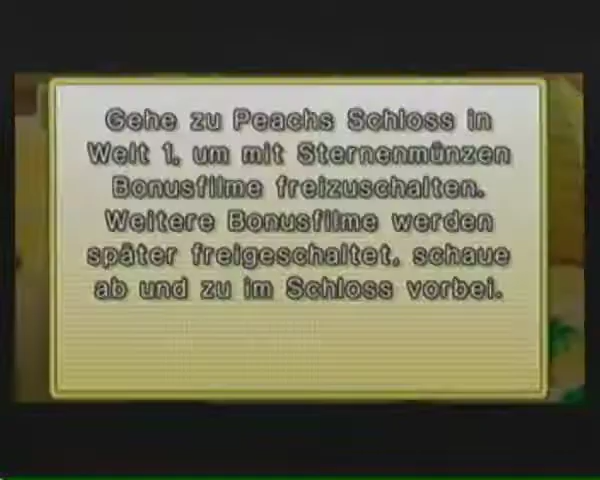 Gehe zu Peachs Schloss in
Welt 1, um mit Sternenmünzen
Bonusfilme freizuschalten.
Weitere Bonusfilme werden
später freigeschaltet, schaue
ab und zu im Schloss vorbei.